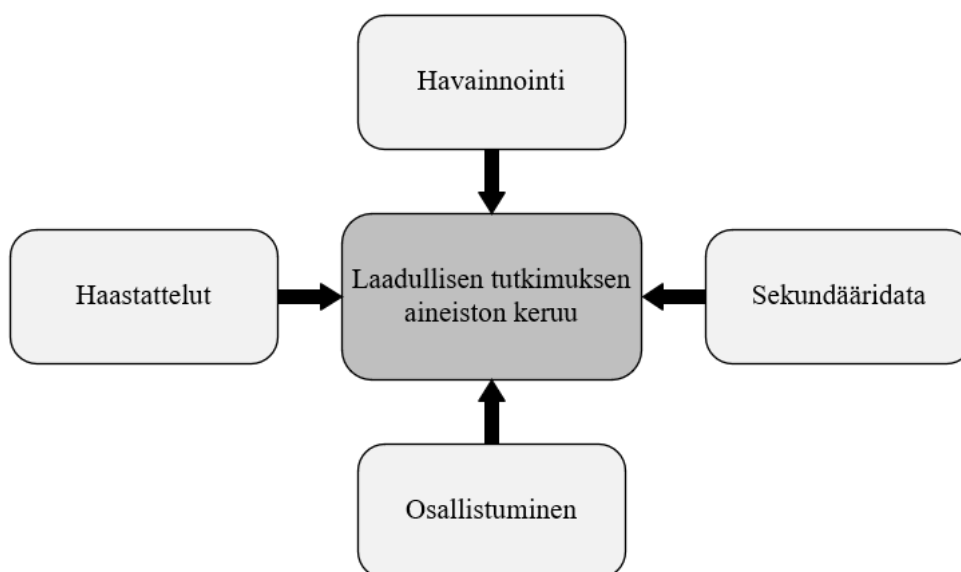 Havainnointi
Haastattelut
Laadullisen tutkimuksen
aineiston keruu
Sekundääridata
Osallistuminen